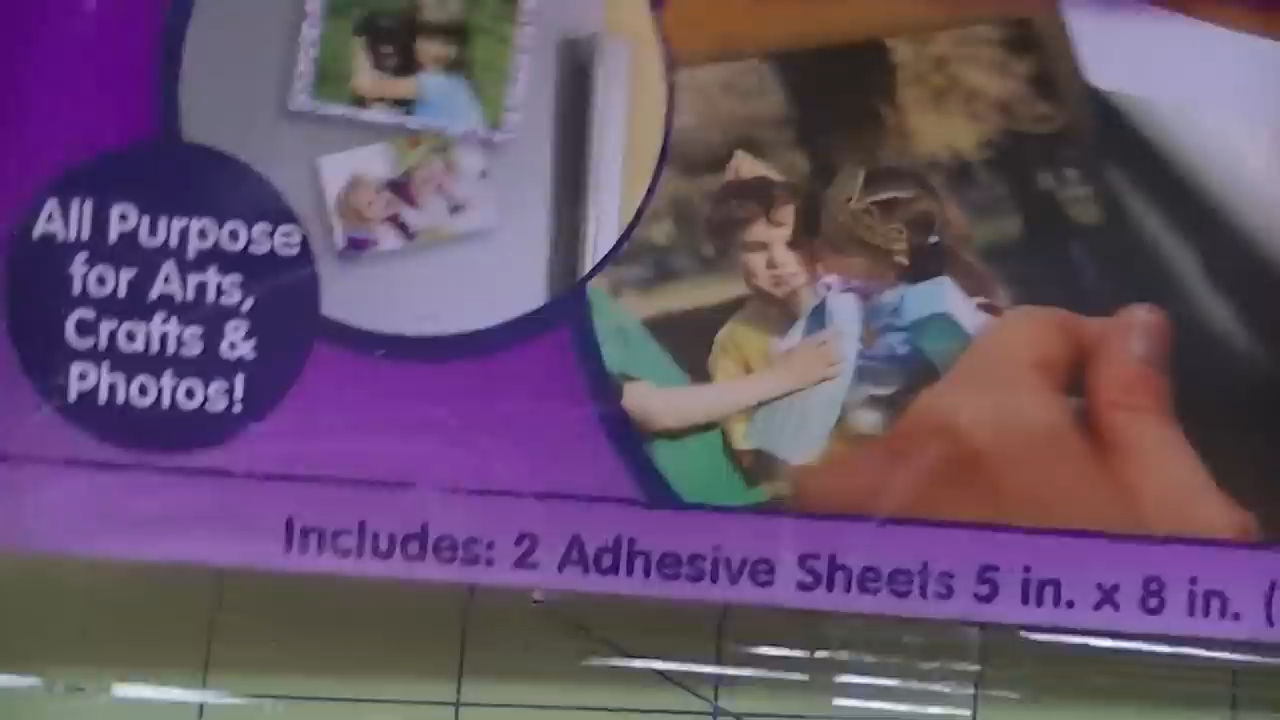 All Purpose
for Arts,
Crafts &
Photos!
Includes: 2 Adhesive Sheets 5 in. x 8 in. (